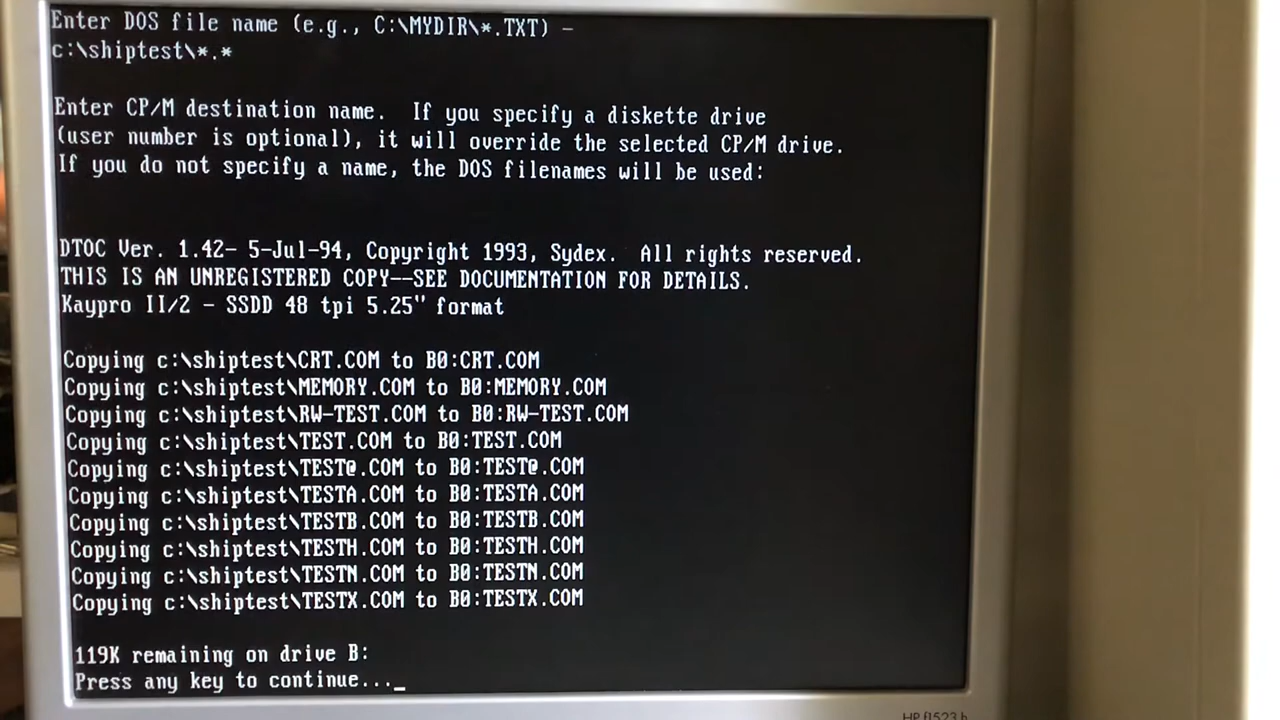 Enter DOS file name (e.g., C:\MYDIR\*.TXT) -
c:\shiptest\*.*
Enter CP/M destination name.  If you specify a diskette drive
(user number is optional), it will override the selected CP/M drive.
If you do not specify a name, the DOS filenames will be used:
DTOC Ver. 1.42- 5-Jul-94, Copyright 1993, Sydex.  All rights reserved.
THIS IS AN UNREGISTERED COPY--SEE DOCUMENTATION FOR DETAILS.
Kaypro II/2 - SSDD 48 tpi 5.25" format
Copying c:\shiptest\CRT.COM to B0:CRT.COM
Copying c:\shiptest\MEMORY.COM to B0:MEMORY.COM
Copying c:\shiptest\RW-TEST.COM to B0:RW-TEST.COM
Copying c:\shiptest\TEST.COM to B0:TEST.COM
Copying c:\shiptest\TEST@.COM to B0:TEST@.COM
Copying c:\shiptest\TESTA.COM to B0:TESTA.COM
Copying c:\shiptest\TESTB.COM to B0:TESTB.COM
Copying c:\shiptest\TESTH.COM to B0:TESTH.COM
Copying c:\shiptest\TESTN.COM to B0:TESTN.COM
Copying c:\shiptest\TESTX.COM to B0:TESTX.COM
119K remaining on drive B:
Press any key to continue..._
HP